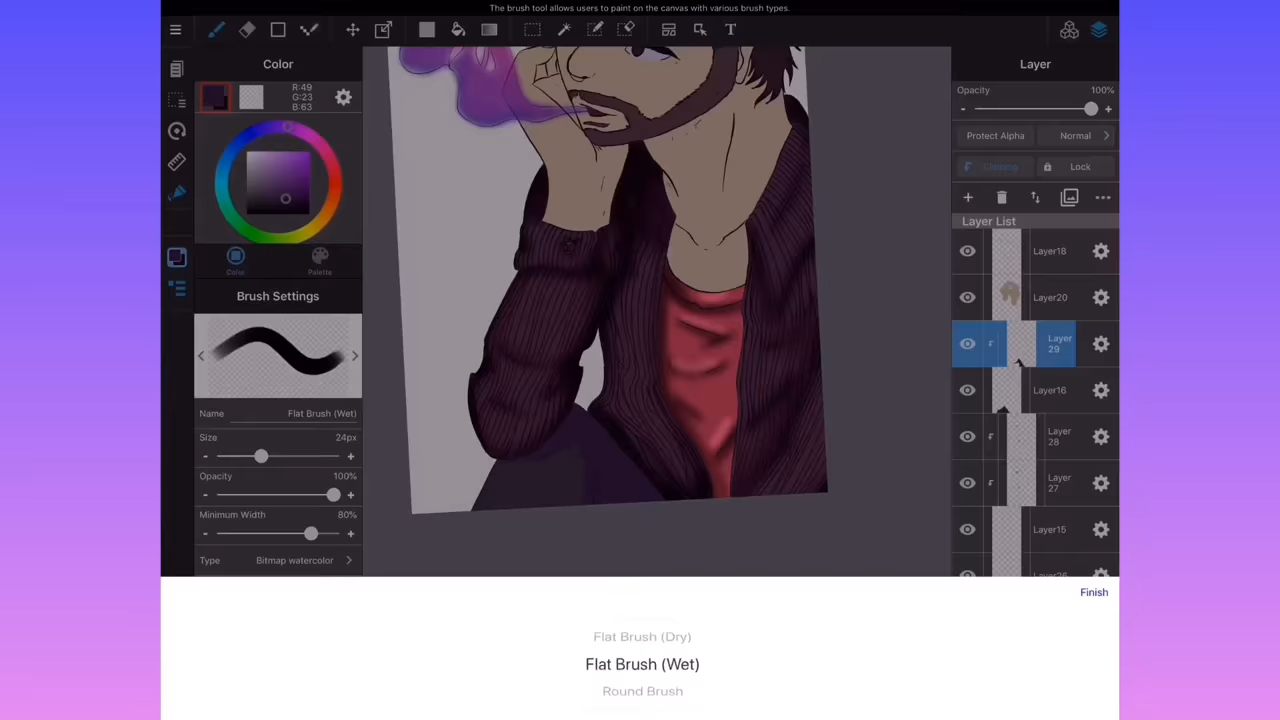 The brush tool allows users to paint on the canvas with various brush types.
T
Color
R:49
G:23
B:63
Color
Palette
Brush Settings
Name
Flat Brush (Wet)
Size
24px
- +
Opacity
100%
- +
Minimum Width
80%
- +
Type
Bitmap watercolor
Layer
Opacity
100%
- +
Protect Alpha
Normal
Clipping
Lock
Layer List
Layer18
Layer20
Layer
29
Layer16
Layer
28
Layer
27
Layer15
Finish
Flat Brush (Dry)
Flat Brush (Wet)
Round Brush